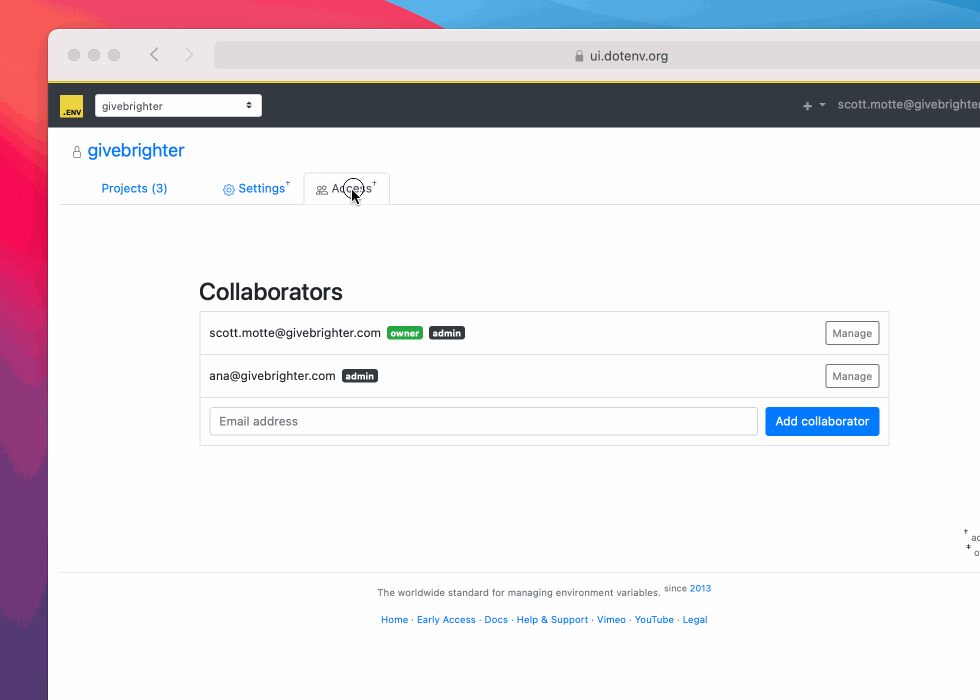 ui.dotenv.org
.ENV
givebrighter
+
scott.motte@givebrighter
givebrighter
Projects (3)
Settings+
Access+
Collaborators
scott.motte@givebrighter.com owner admin
Manage
ana@givebrighter.com admin
Manage
Email address
Add collaborator
+
*
The worldwide standard for managing environment variables. since 2013
Home · Early Access · Docs · Help & Support · Vimeo · YouTube · Legal